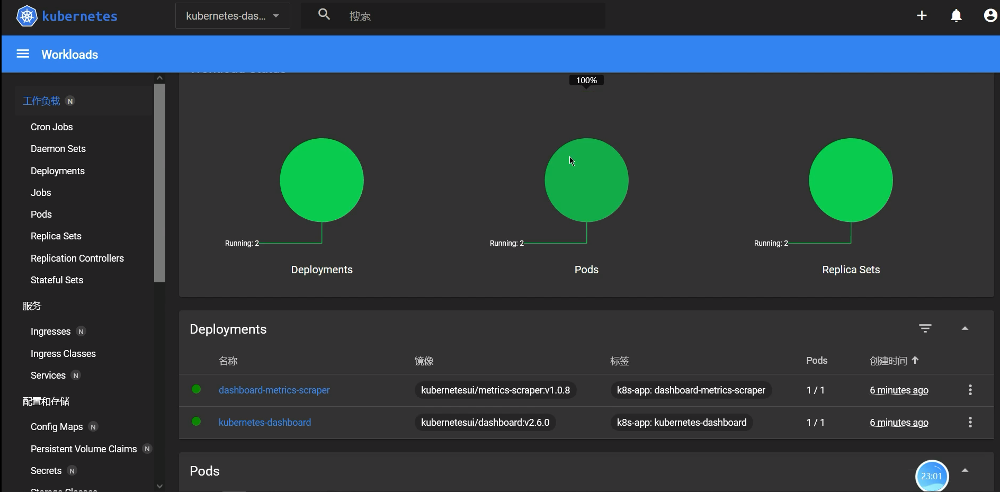 kubernetes
kubernetes-das...
搜索
Workloads
工作负载 N
Cron Jobs
Daemon Sets
Deployments
Jobs
Pods
Replica Sets
Replication Controllers
Stateful Sets
服务
Ingresses N
Ingress Classes
Services N
配置和存储
Config Maps N
Persistent Volume Claims N
Secrets N
Storage Classes
Workload Status
100%
Running: 2
Deployments
Running: 2
Pods
Running: 2
Replica Sets
Deployments
名称 镜像 标签 Pods 创建时间
dashboard-metrics-scraper kubernetesui/metrics-scraper:v1.0.8 k8s-app: dashboard-metrics-scraper 1 / 1 6 minutes ago
kubernetes-dashboard kubernetesui/dashboard:v2.6.0 k8s-app: kubernetes-dashboard 1 / 1 6 minutes ago
Pods
23:01